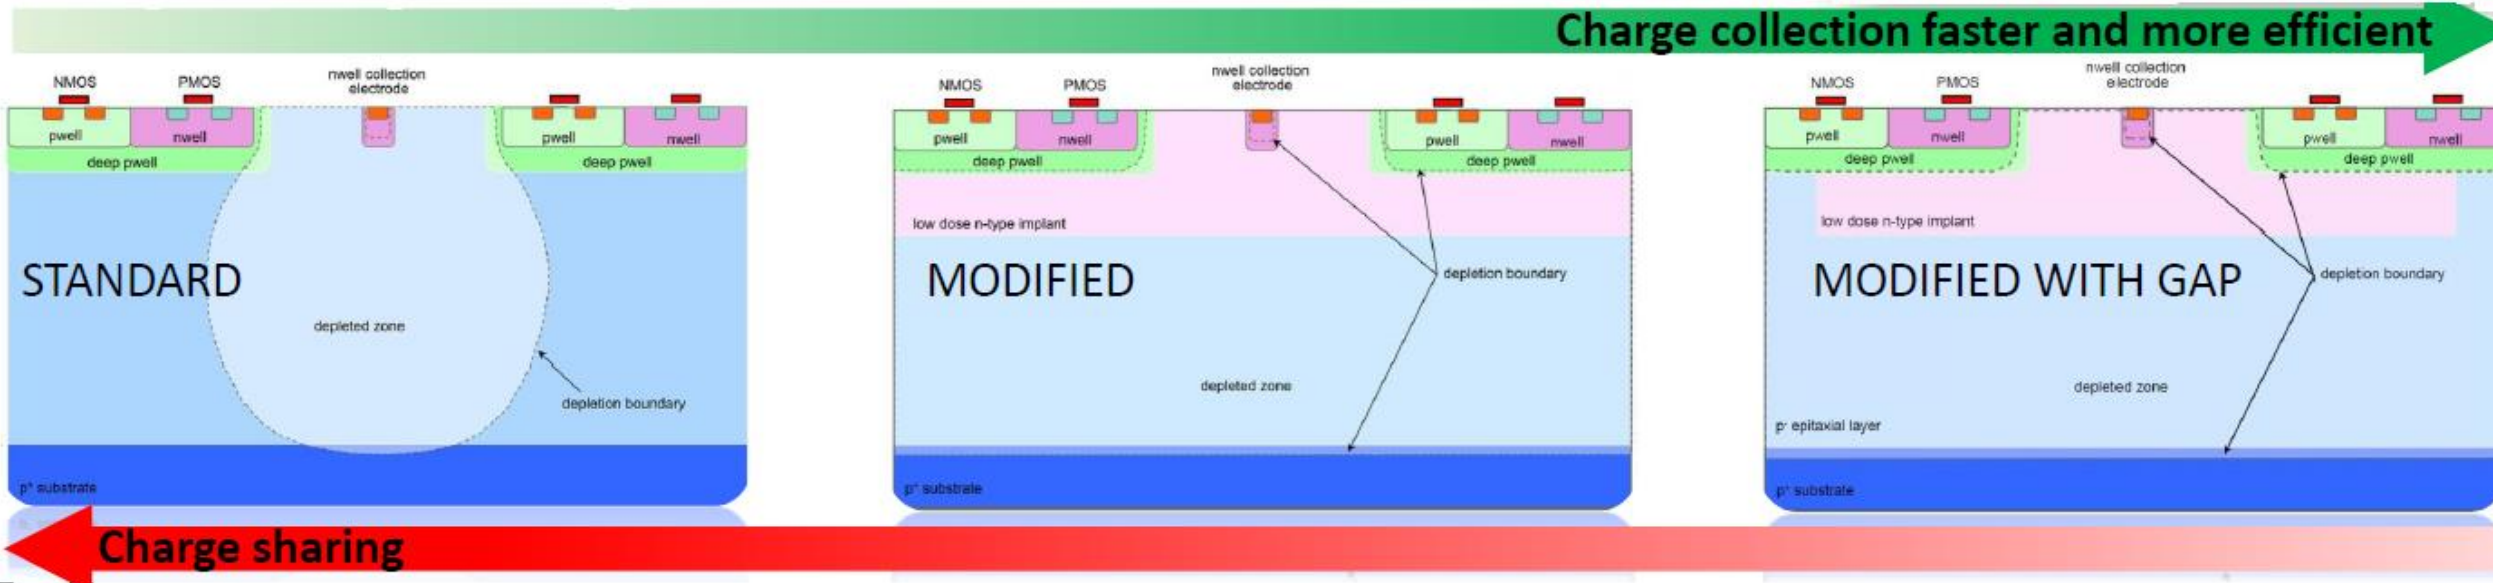 Charge collection faster and more efficient
NMOS
PMOS
nwell collection
electrode
pwell
nwell
pwell
nwell
deep pwell
deep pwell
STANDARD
depleted zone
depletion boundary
p+ substrate
NMOS
PMOS
nwell collection
electrode
pwell
nwell
pwell
nwell
deep pwell
deep pwell
low dose n-type implant
MODIFIED
depletion boundary
depleted zone
p+ substrate
NMOS
PMOS
nwell collection
electrode
pwell
nwell
pwell
nwell
deep pwell
deep pwell
low dose n-type implant
MODIFIED WITH GAP
depletion boundary
depleted zone
p- epitaxial layer
p+ substrate
Charge sharing